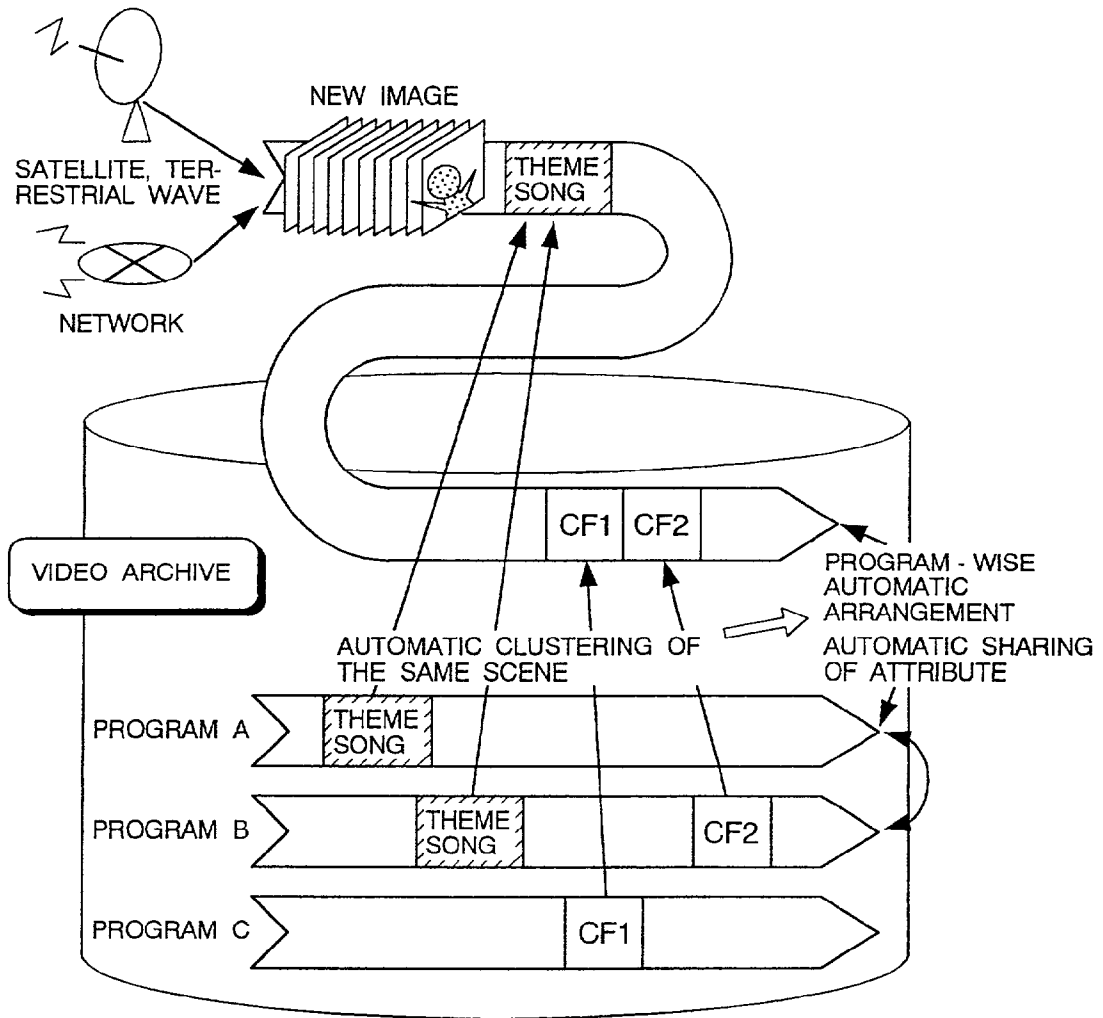 NEW IMAGE
SATELLITE, TER-
RESTRIAL WAVE
THEME
SONG
NETWORK
CF1
CF2
VIDEO ARCHIVE
PROGRAM - WISE
AUTOMATIC
ARRANGEMENT
AUTOMATIC SHARING
OF ATTRIBUTE
AUTOMATIC CLUSTERING OF
THE SAME SCENE
PROGRAM A
THEME
SONG
PROGRAM B
THEME
SONG
CF2
PROGRAM C
CF1